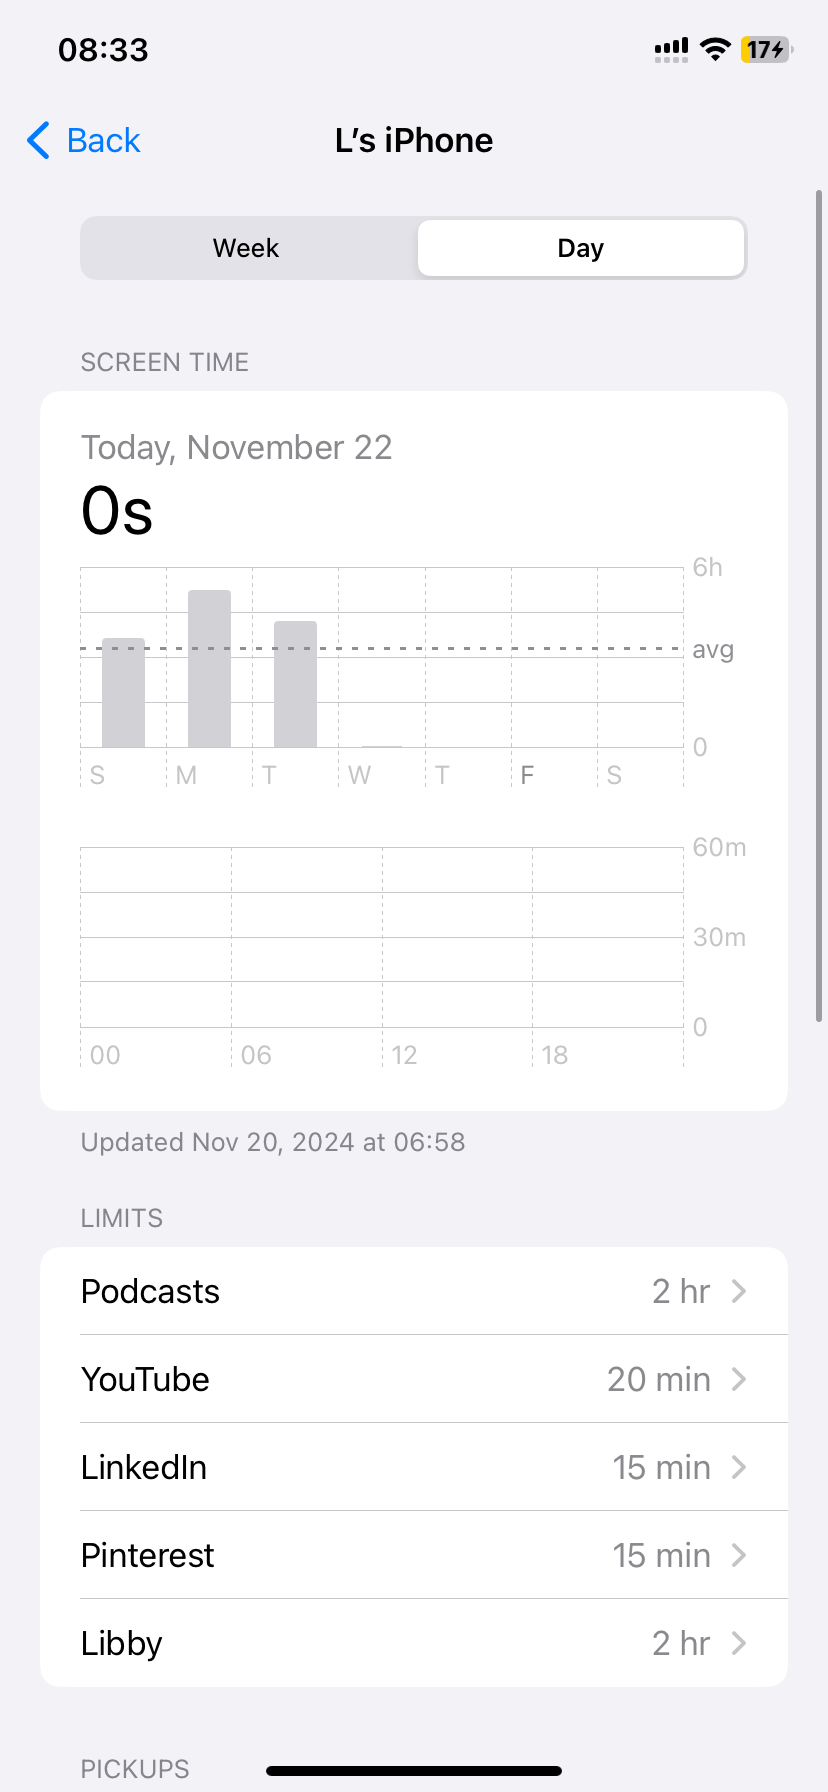 08:33
17
Back
L’s iPhone
Week
Day
SCREEN TIME
Today, November 22
0s
6h
avg
0
S M T W T F S
60m
30m
0
00 06 12 18
Updated Nov 20, 2024 at 06:58
LIMITS
Podcasts 2 hr
YouTube 20 min
LinkedIn 15 min
Pinterest 15 min
Libby 2 hr
PICKUPS